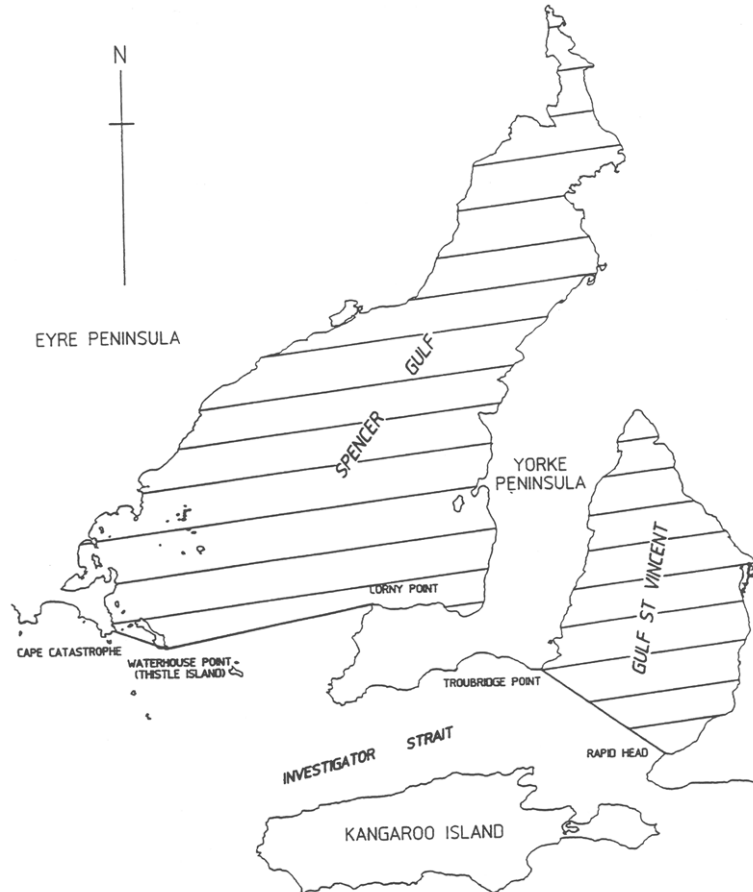 N
EYRE PENINSULA
SPENCER GULF
YORKE
PENINSULA
GULF ST VINCENT
CORNY POINT
CAPE CATASTROPHE
WATERHOUSE POINT
(THISTLE ISLAND)
TROUBRIDGE POINT
INVESTIGATOR STRAIT
RAPID HEAD
KANGAROO ISLAND